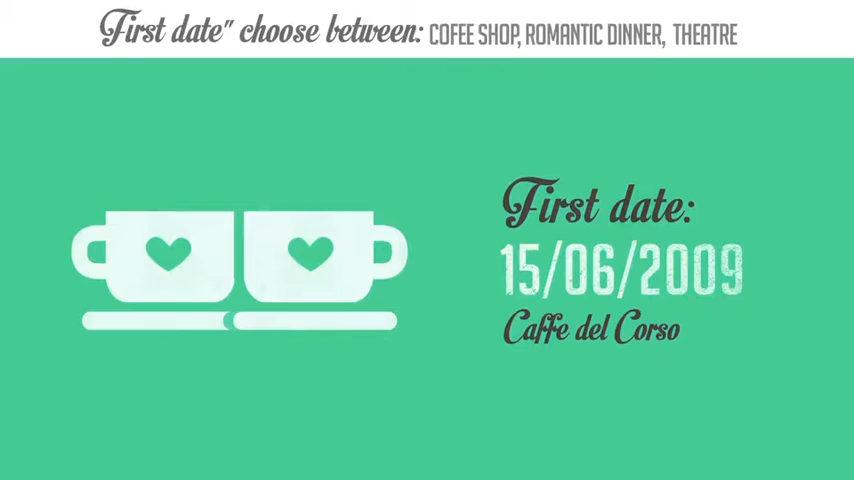 First date" choose between: COFEE SHOP, ROMANTIC DINNER, THEATRE
First date:
15/06/2009
Caffe del Corso